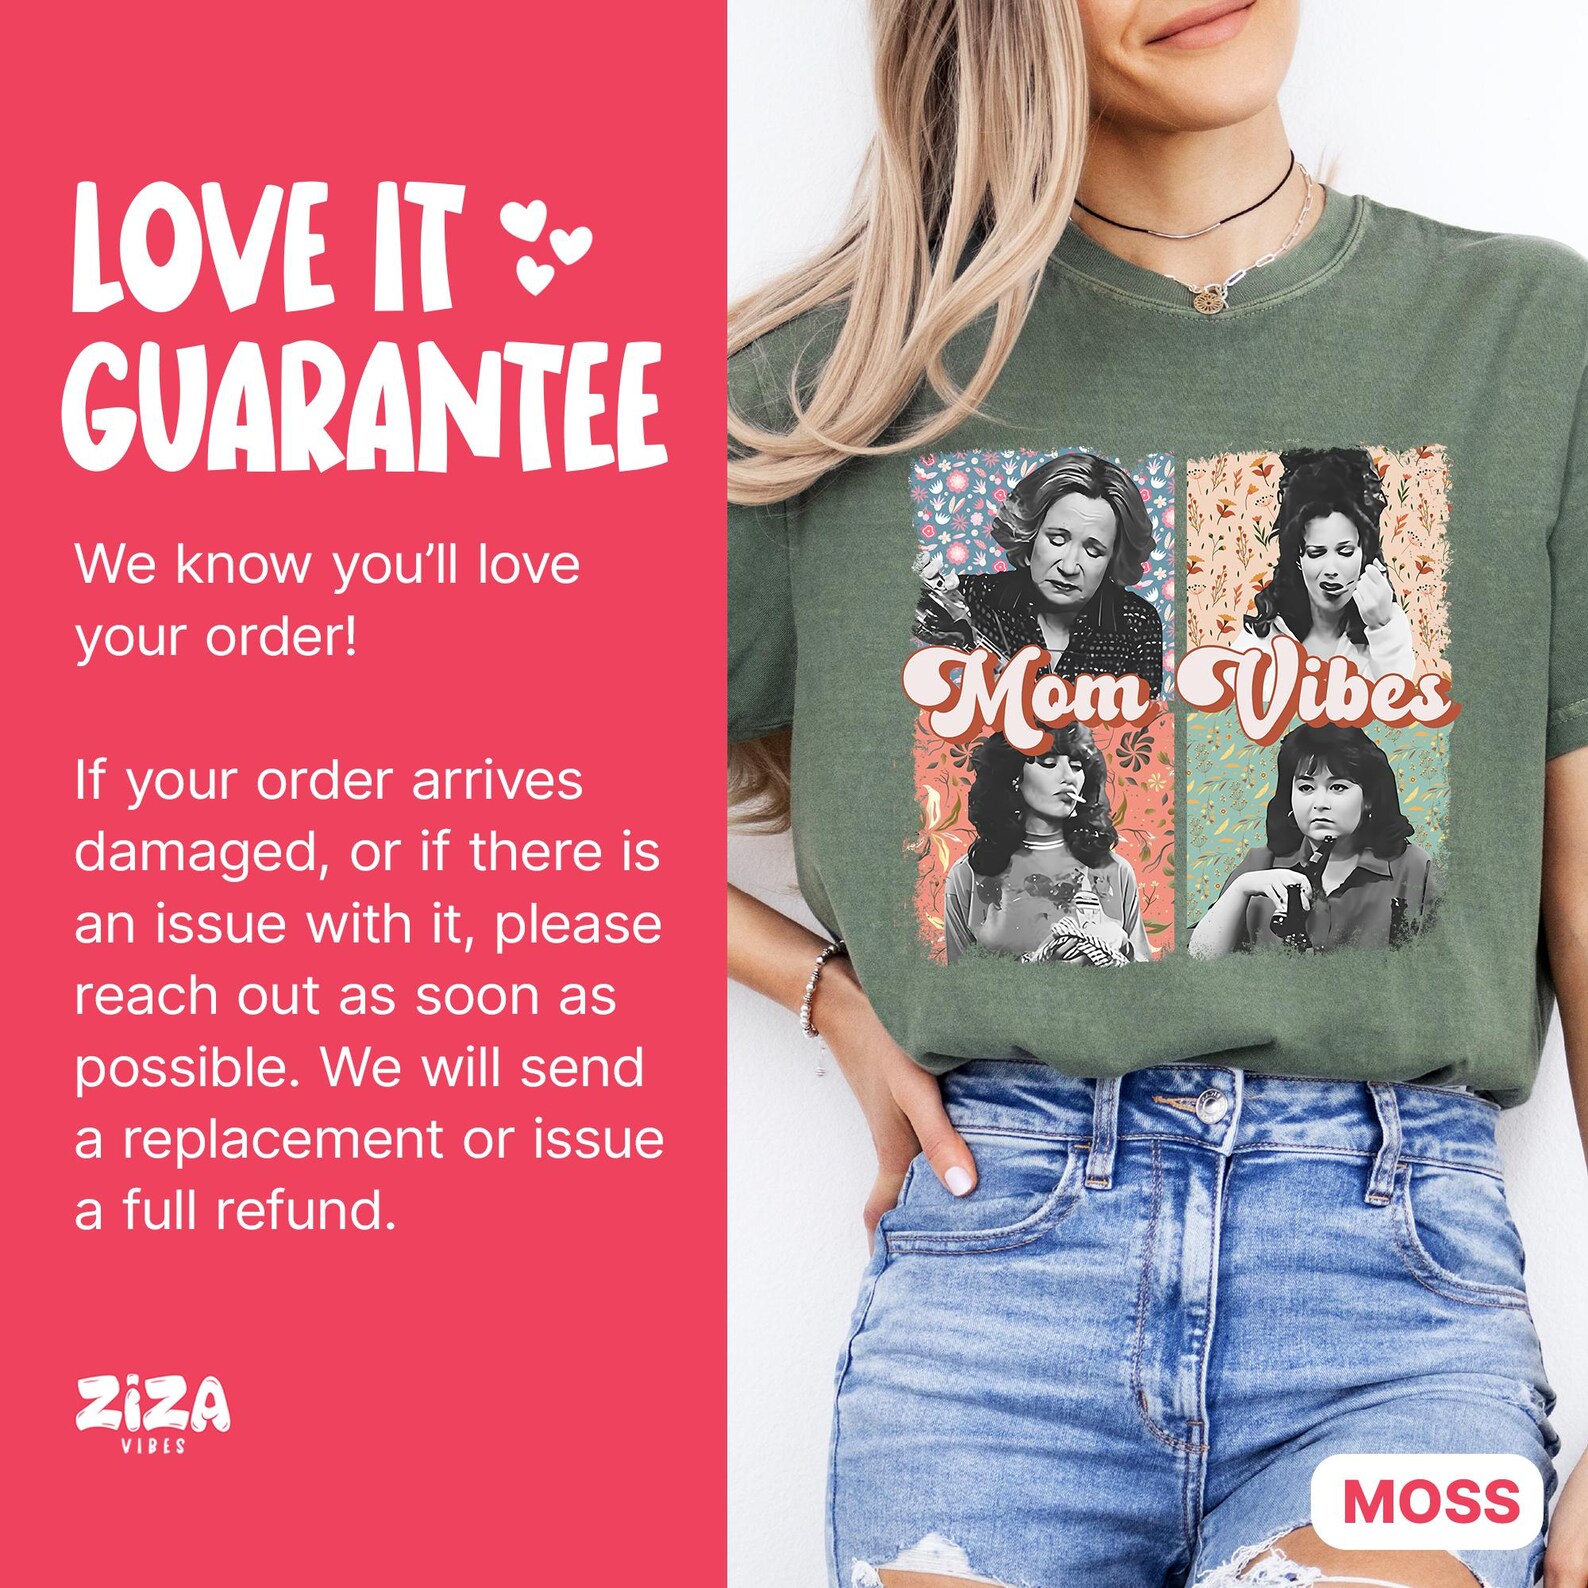 LOVE IT
GUARANTEE
We know you'll love
your order!
If your order arrives
damaged, or if there is
an issue with it, please
reach out as soon as
possible. We will send
a replacement or issue
a full refund.
ZiZA
VIBES
Mom Vibes
MOSS